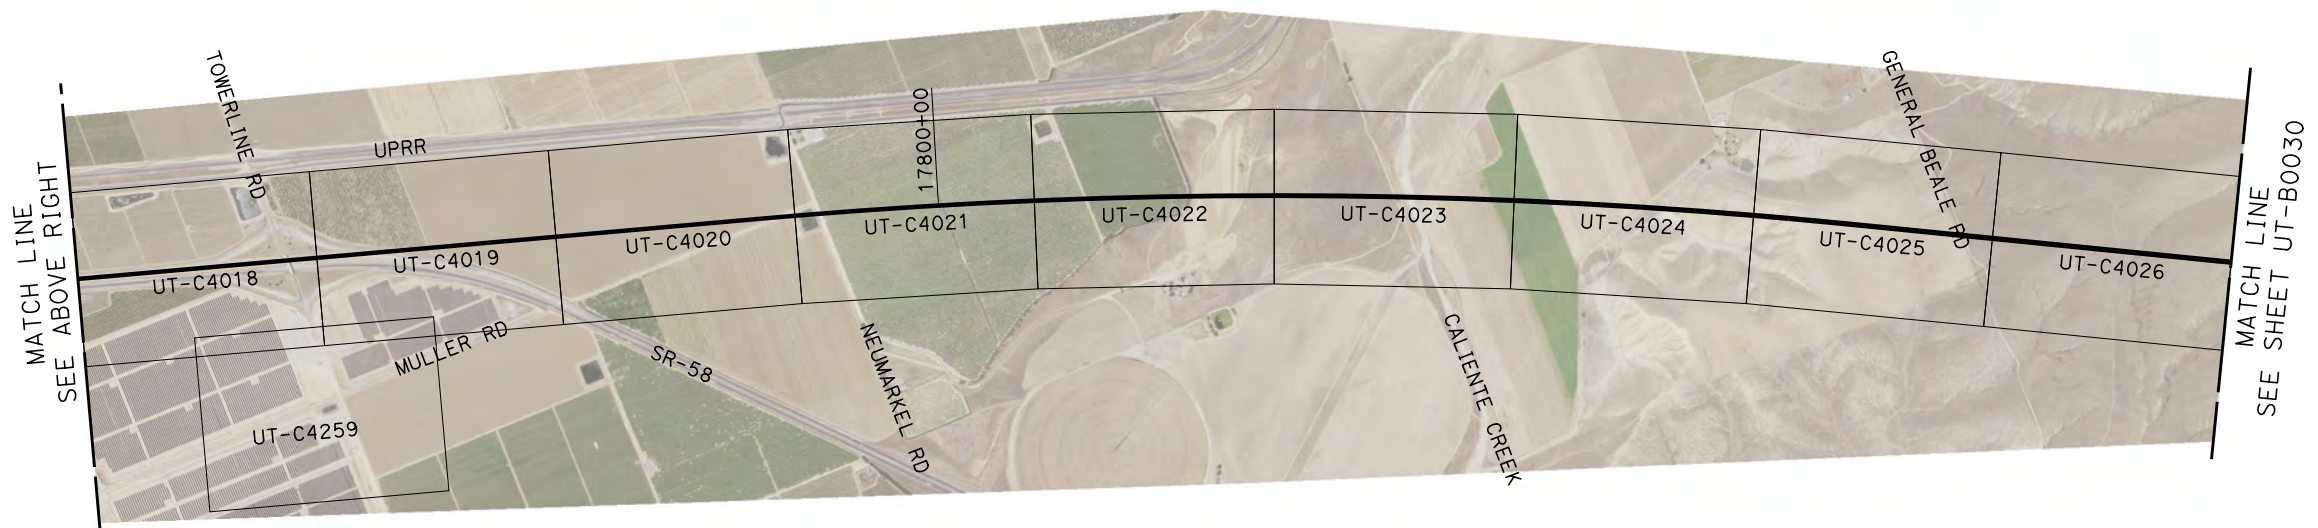 MATCH LINE
SEE ABOVE RIGHT
TOWERLINE RD
UPRR
17800+00
GENERAL BEALE RD
UT-C4018
UT-C4019
UT-C4020
UT-C4021
UT-C4022
UT-C4023
UT-C4024
UT-C4025
UT-C4026
MULLER RD
SR-58
NEUMARKEL RD
CALIENTE CREEK
UT-C4259
MATCH LINE
SEE SHEET UT-B0030